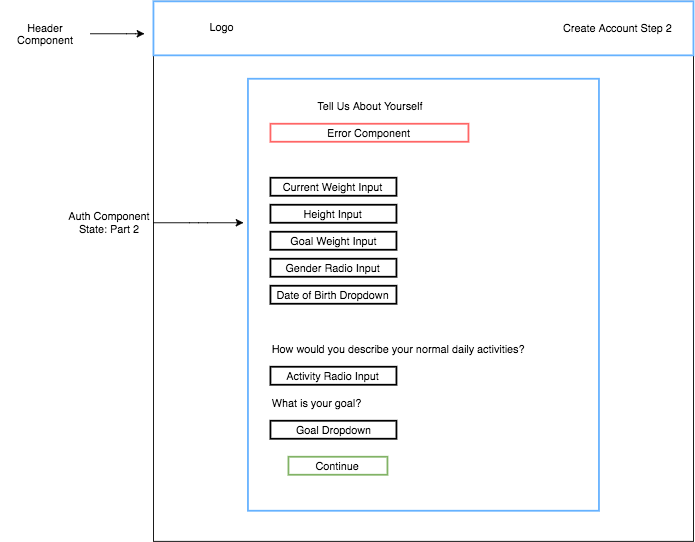 Header
Component
Logo
Create Account Step 2
Tell Us About Yourself
Error Component
Current Weight Input
Height Input
Auth Component
State: Part 2
Goal Weight Input
Gender Radio Input
Date of Birth Dropdown
How would you describe your normal daily activities?
Activity Radio Input
What is your goal?
Goal Dropdown
Continue